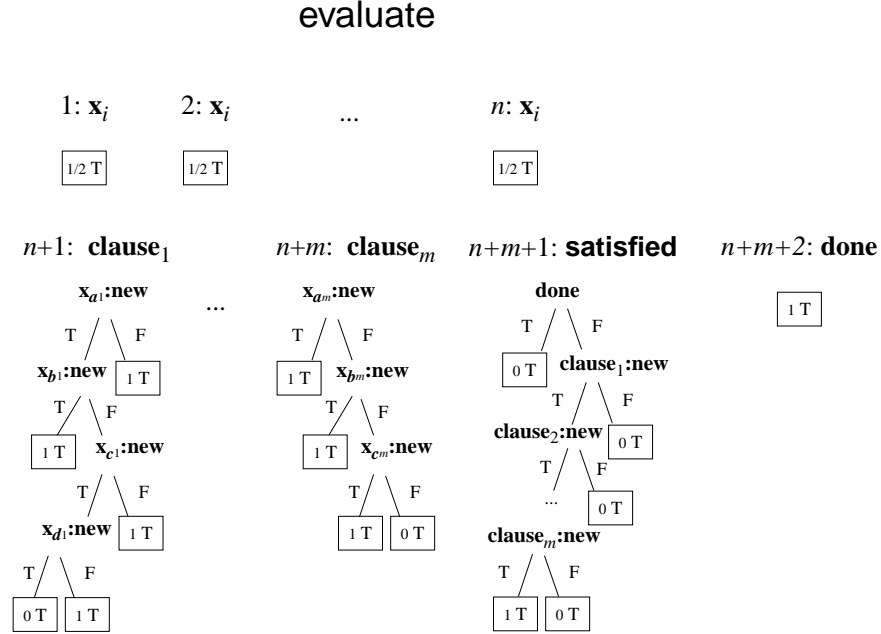 evaluate
1: x_i 2: x_i ... n: x_i
1/2 T 1/2 T 1/2 T
n+1: clause_1 n+m: clause_m n+m+1: satisfied n+m+2: done
x_a1:new ... x_am:new done 1 T
T F T F T F
x_b1:new 1 T 1 T x_bm:new 0 T clause_1:new
T F T F T F
1 T x_c1:new 1 T x_cm:new clause_2:new 0 T
T F T F T F
x_d1:new 1 T 1 T 0 T ... 0 T
clause_m:new
T F T F
0 T 1 T 1 T 0 T